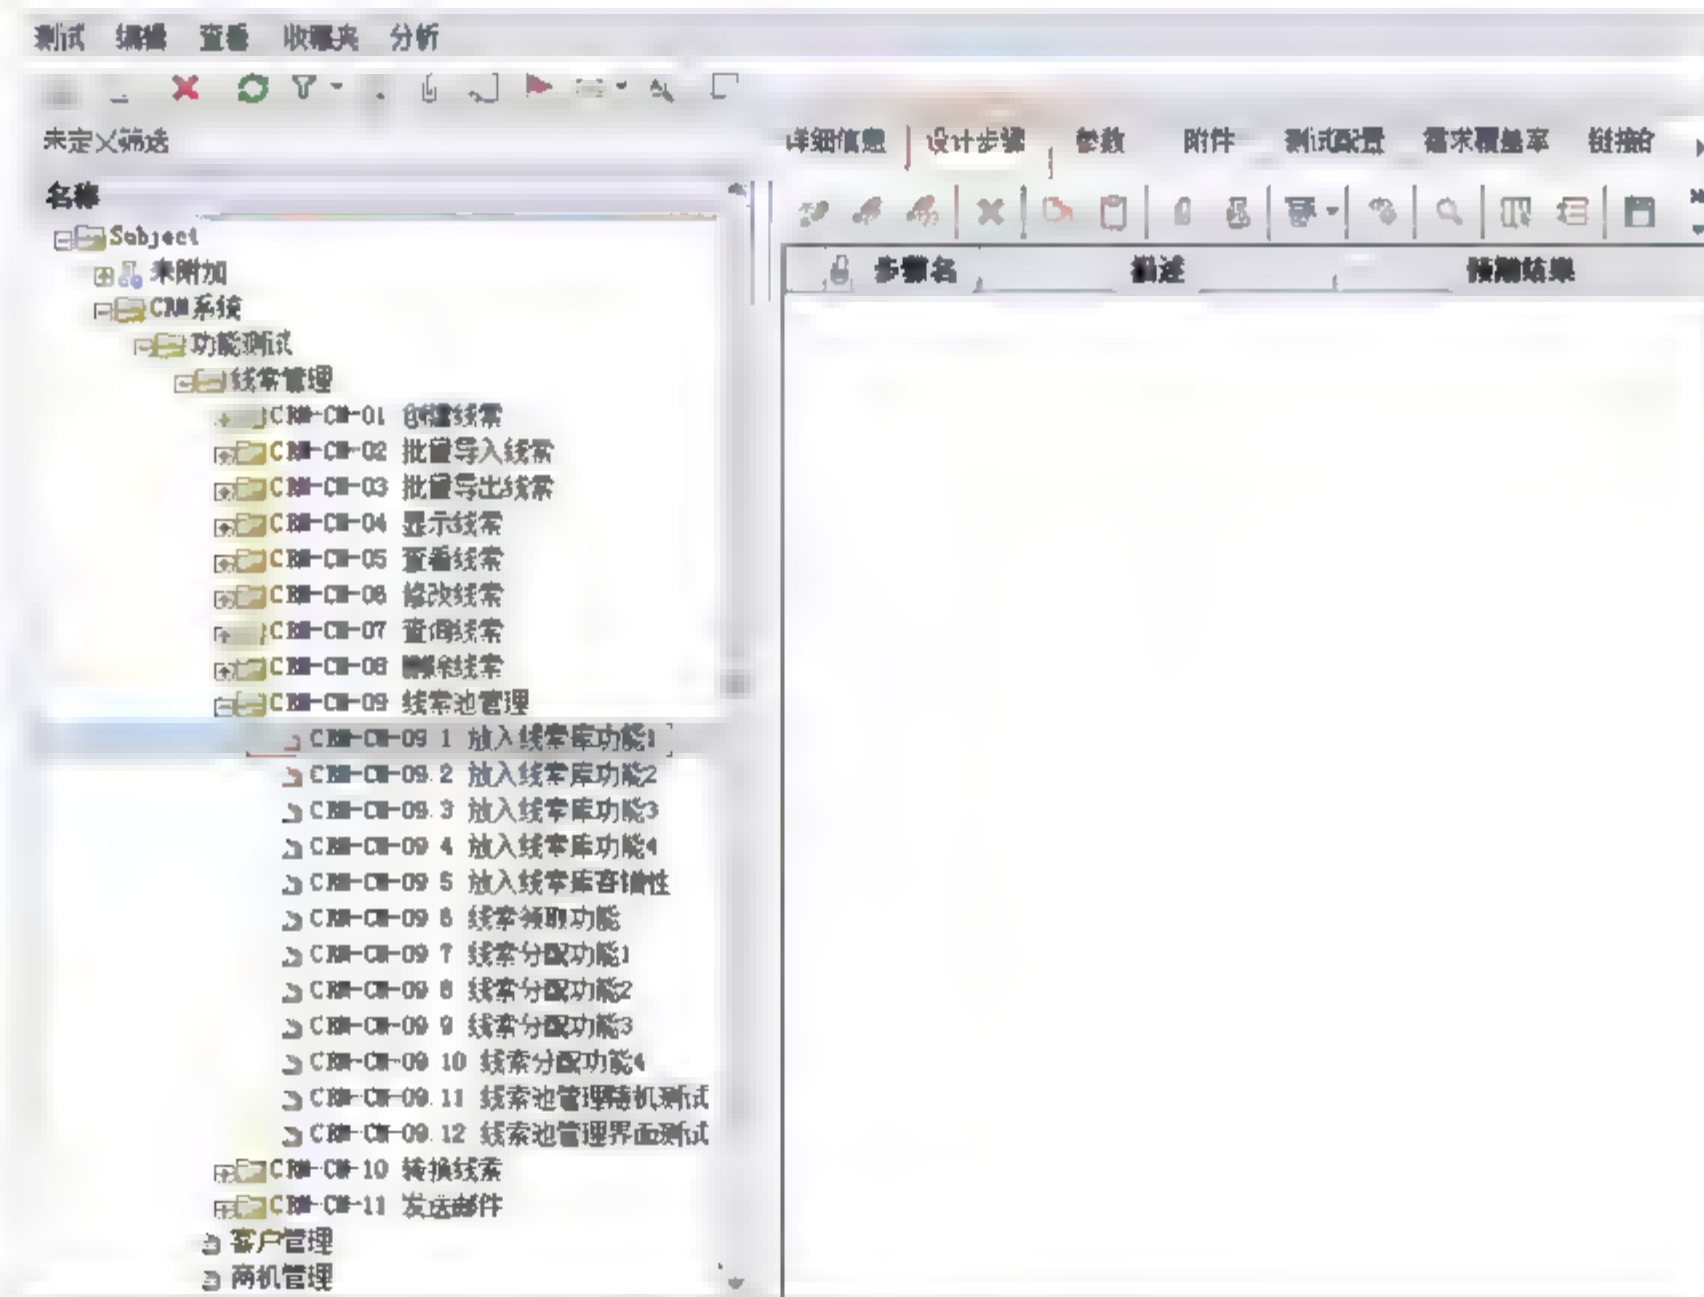 测试 编辑 查看 收藏夹 分析
未定义筛选
详细信息 设计步骤 参数 附件 测试配置 需求覆盖率 链接的
名称
步骤名 描述 预期结果
Subject
未附加
CRM系统
功能测试
线索管理
CRM-CM-01 创建线索
CRM-CM-02 批量导入线索
CRM-CM-03 批量导出线索
CRM-CM-04 显示线索
CRM-CM-05 查看线索
CRM-CM-06 修改线索
CRM-CM-07 查询线索
CRM-CM-08 删除线索
CRM-CM-09 线索池管理
CRM-CM-09.1 放入线索库功能1
CRM-CM-09.2 放入线索库功能2
CRM-CM-09.3 放入线索库功能3
CRM-CM-09.4 放入线索库功能4
CRM-CM-09.5 放入线索库容错性
CRM-CM-09.6 线索领取功能
CRM-CM-09.7 线索分配功能1
CRM-CM-09.8 线索分配功能2
CRM-CM-09.9 线索分配功能3
CRM-CM-09.10 线索分配功能4
CRM-CM-09.11 线索池管理随机测试
CRM-CM-09.12 线索池管理界面测试
CRM-CM-10 转换线索
CRM-CM-11 发送邮件
客户管理
商机管理